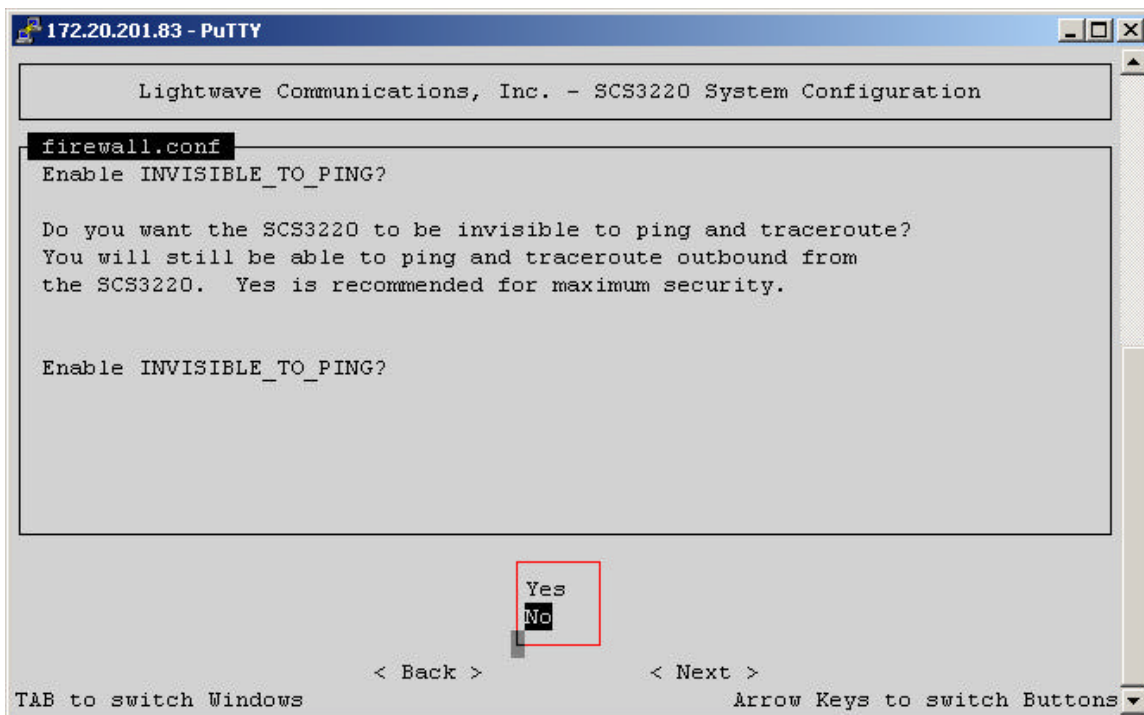 172.20.201.83 - PuTTY
Lightwave Communications, Inc. - SCS3220 System Configuration
firewall.conf
Enable INVISIBLE_TO_PING?
Do you want the SCS3220 to be invisible to ping and traceroute?
You will still be able to ping and traceroute outbound from
the SCS3220.  Yes is recommended for maximum security.
Enable INVISIBLE_TO_PING?
Yes
No
< Back > < Next >
TAB to switch Windows Arrow Keys to switch Buttons